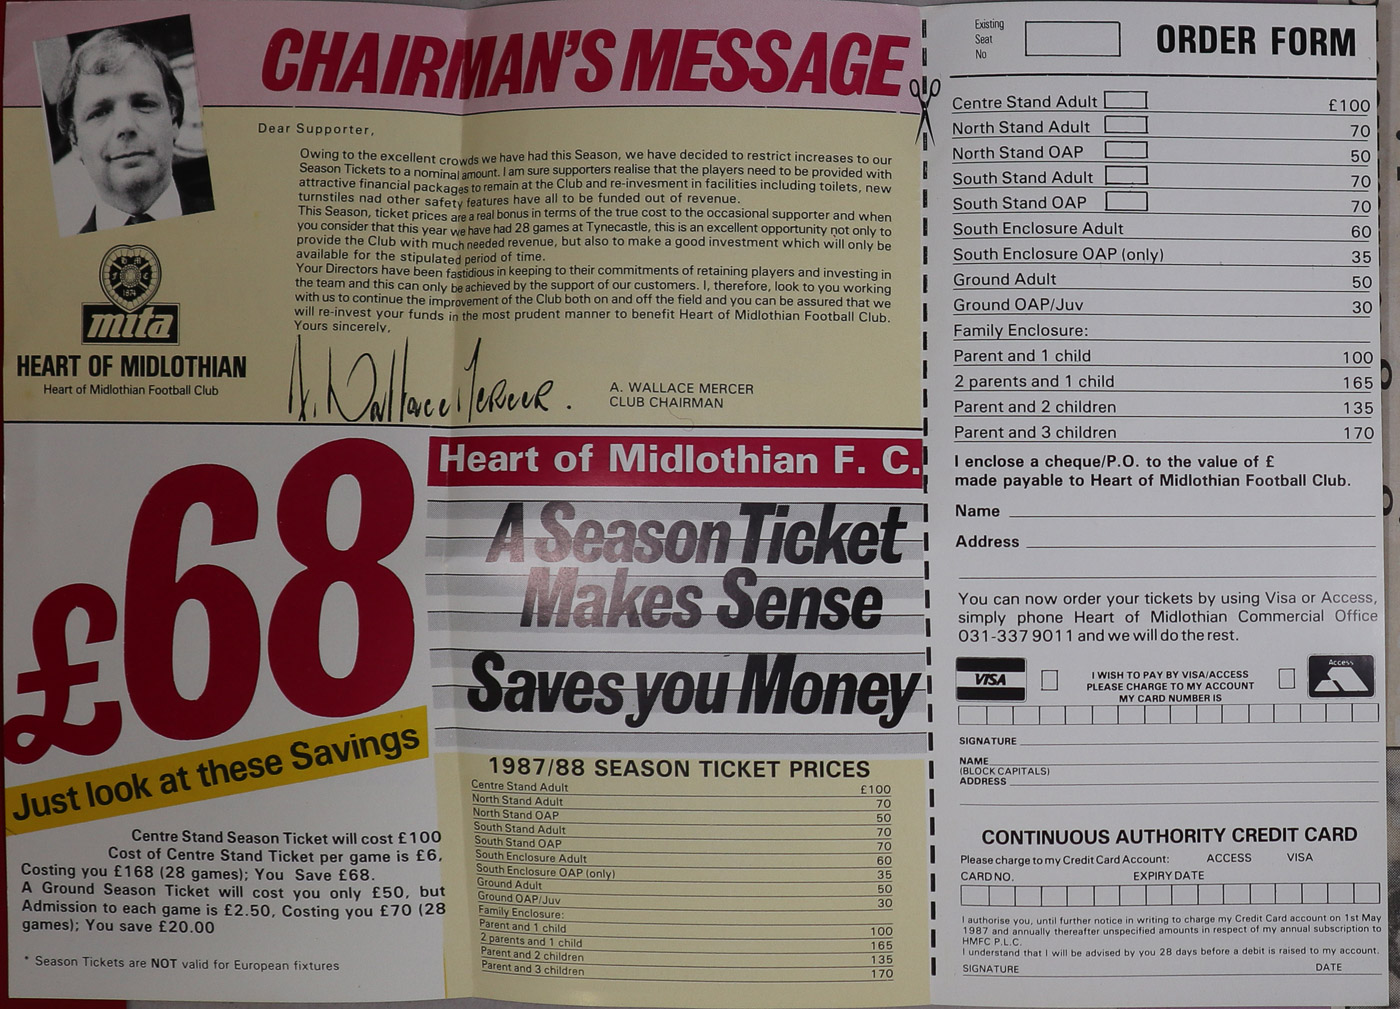 CHAIRMAN'S MESSAGE
Dear Supporter,
Owing to the excellent crowds we have had this Season, we have decided to restrict increases to our
Season Tickets to a nominal amount. I am sure supporters realise that the players need to be provided with
attractive financial packages to remain at the Club and re-invesment in facilities including toilets, new
turnstiles nad other safety features have all to be funded out of revenue.
This Season, ticket prices are a real bonus in terms of the true cost to the occasional supporter and when
you consider that this year we have had 28 games at Tynecastle, this is an excellent opportunity not only to
provide the Club with much needed revenue, but also to make a good investment which will only be
available for the stipulated period of time.
Your Directors have been fastidious in keeping to their commitments of retaining players and investing in
the team and this can only be achieved by the support of our customers. I, therefore, look to you working
with us to continue the improvement of the Club both on and off the field and you can be assured that we
will re-invest your funds in the most prudent manner to benefit Heart of Midlothian Football Club.
Yours sincerely,
A. Wallace Mercer.
A. WALLACE MERCER
CLUB CHAIRMAN
1874
mita
HEART OF MIDLOTHIAN
Heart of Midlothian Football Club
£68
Just look at these Savings
Centre Stand Season Ticket will cost £100
Cost of Centre Stand Ticket per game is £6,
Costing you £168 (28 games); You Save £68.
A Ground Season Ticket will cost you only £50, but
Admission to each game is £2.50, Costing you £70 (28
games); You save £20.00
* Season Tickets are NOT valid for European fixtures
Heart of Midlothian F. C.
A Season Ticket
Makes Sense
Saves you Money
1987/88 SEASON TICKET PRICES
Centre Stand Adult £100
North Stand Adult 70
North Stand OAP 50
South Stand Adult 70
South Stand OAP 70
South Enclosure Adult 60
South Enclosure OAP (only) 35
Ground Adult 50
Ground OAP/Juv 30
Family Enclosure:
Parent and 1 child 100
2 parents and 1 child 165
Parent and 2 children 135
Parent and 3 children 170
Existing
Seat
No
ORDER FORM
Centre Stand Adult £100
North Stand Adult 70
North Stand OAP 50
South Stand Adult 70
South Stand OAP 70
South Enclosure Adult 60
South Enclosure OAP (only) 35
Ground Adult 50
Ground OAP/Juv 30
Family Enclosure:
Parent and 1 child 100
2 parents and 1 child 165
Parent and 2 children 135
Parent and 3 children 170
I enclose a cheque/P.O. to the value of £
made payable to Heart of Midlothian Football Club.
Name
Address
You can now order your tickets by using Visa or Access,
simply phone Heart of Midlothian Commercial Office
031-337 9011 and we will do the rest.
VISA
I WISH TO PAY BY VISA/ACCESS
PLEASE CHARGE TO MY ACCOUNT
MY CARD NUMBER IS
Access
SIGNATURE
NAME
(BLOCK CAPITALS)
ADDRESS
CONTINUOUS AUTHORITY CREDIT CARD
Please charge to my Credit Card Account: ACCESS VISA
CARD NO. EXPIRY DATE
I authorise you, until further notice in writing to charge my Credit Card account on 1st May
1987 and annually thereafter unspecified amounts in respect of my annual subscription to
HMFC P.L.C.
I understand that I will be advised by you 28 days before a debit is raised to my account.
SIGNATURE DATE